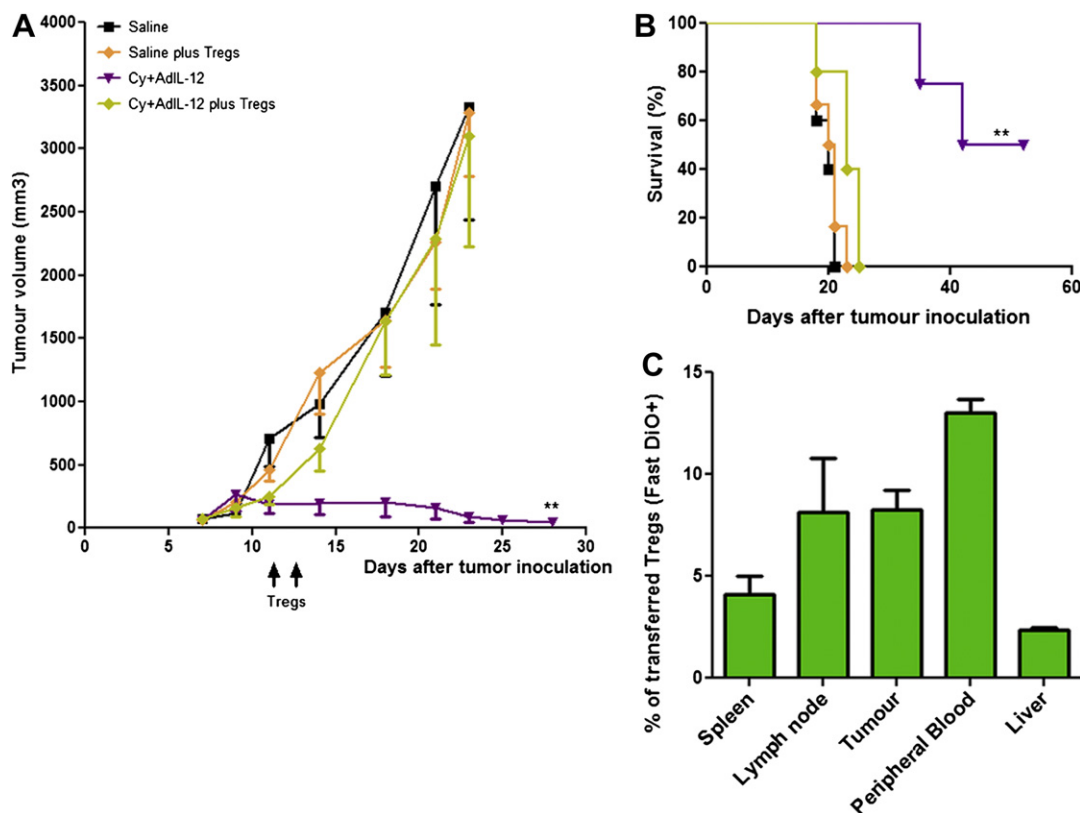 A
Saline
Saline plus Tregs
Cy+AdIL-12
Cy+AdIL-12 plus Tregs
Tumour volume (mm3)
4000
3500
3000
2500
2000
1500
1000
500
0
0 5 10 15 20 25 30
**
Days after tumor inoculation
Tregs
B
Survival (%)
100
80
60
40
20
0
0 20 40 60
**
Days after tumour inoculation
C
% of transferred Tregs (Fast DiO+)
15
10
5
0
Spleen
Lymph node
Tumour
Peripheral Blood
Liver